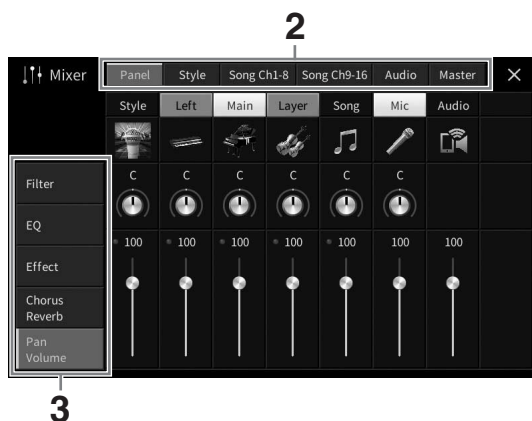 2
Mixer
Panel Style Song Ch1-8 Song Ch9-16 Audio Master
Style Left Main Layer Song Mic Audio
C C C C C C
100 100 100 100 100 100 100
Filter
EQ
Effect
Chorus
Reverb
Pan
Volume
3